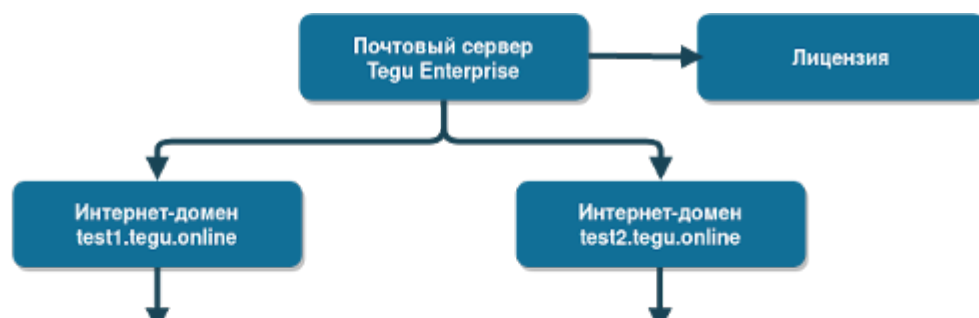 Почтовый сервер
Tegu Enterprise
Лицензия
Интернет-домен
test1.tegu.online
Интернет-домен
test2.tegu.online